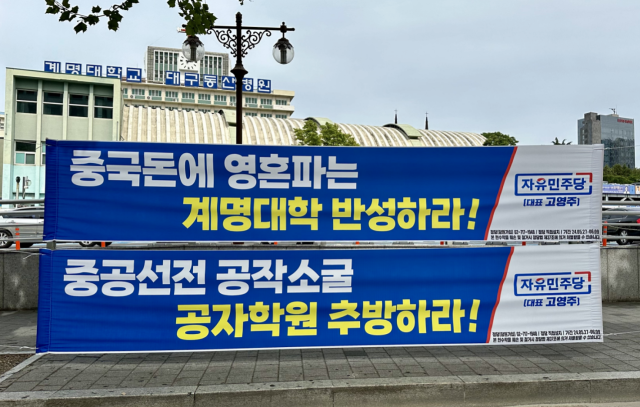 계명대학교 대구동산병원
중국돈에 영혼파는
계명대학 반성하라!
자유민주당
[대표 고영주]
중공선전 공작소굴
공자학원 추방하라!
자유민주당
[대표 고영주]